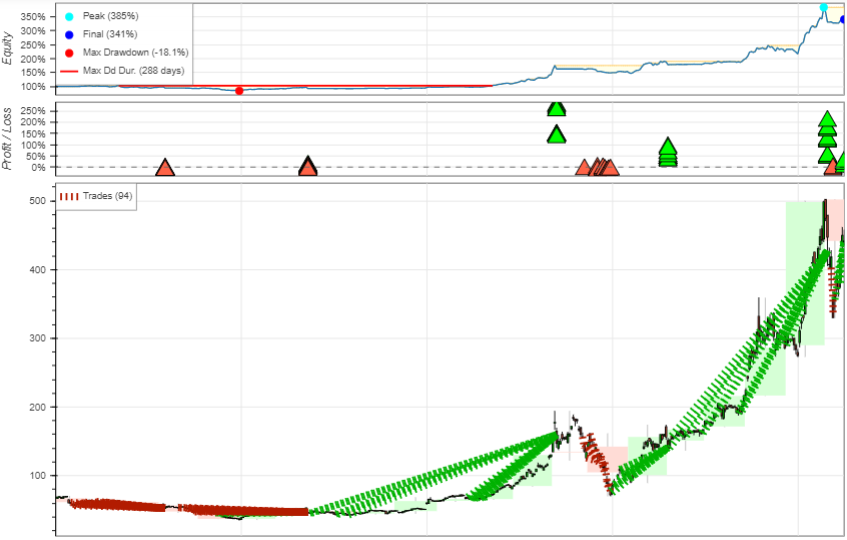 Equity
350%
300%
250%
200%
150%
100%
Peak (385%)
Final (341%)
Max Drawdown (-18.1%)
Max Dd Dur. (288 days)
Profit / Loss
250%
200%
150%
100%
50%
0%
Trades (94)
500
400
300
200
100